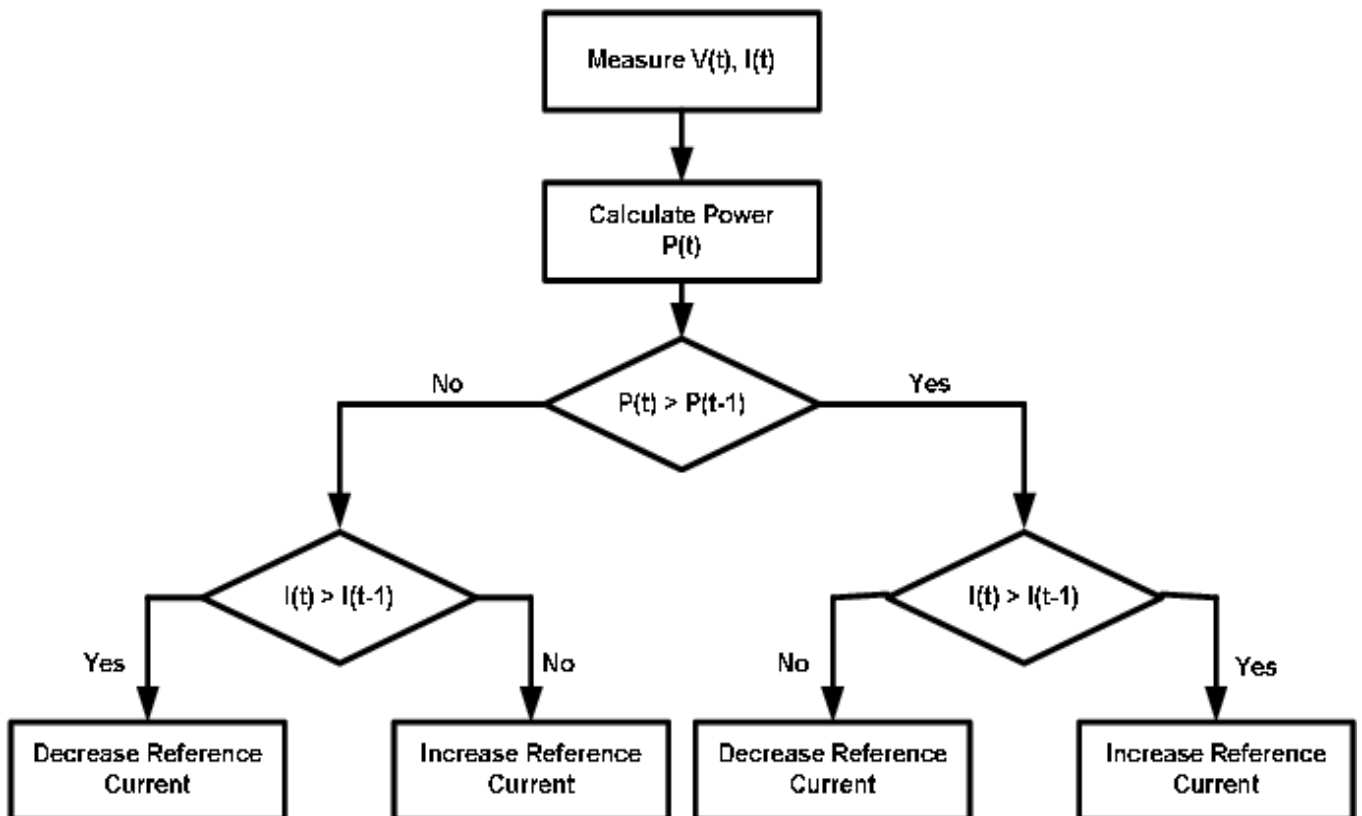 Measure V(t), I(t)
Calculate Power
P(t)
No
Yes
P(t) > P(t-1)
I(t) > I(t-1)
I(t) > I(t-1)
Yes
No
No
Yes
Decrease Reference
Current
Increase Reference
Current
Decrease Reference
Current
Increase Reference
Current